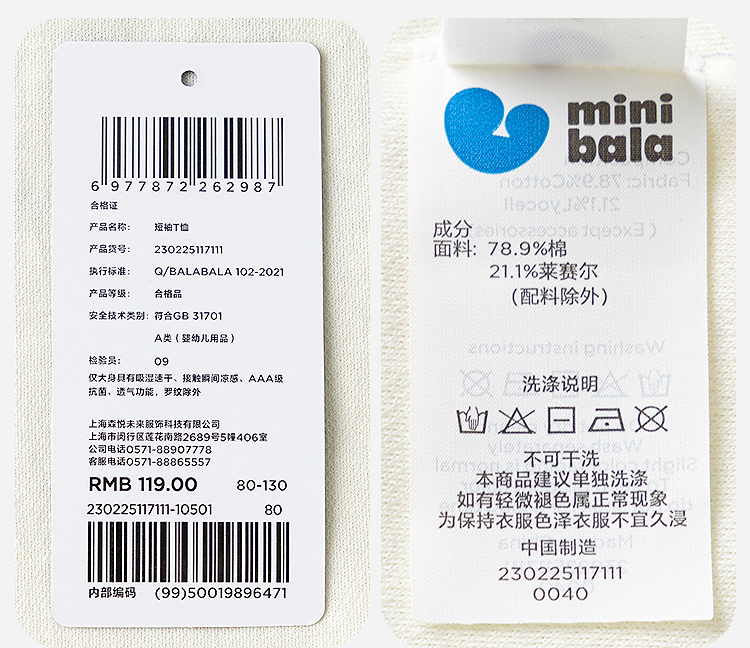 6 977872 262987
合格证
产品名称: 短袖T恤
产品货号: 230225117111
执行标准: Q/BALABALA 102-2021
产品等级: 合格品
安全技术类别: 符合GB 31701
A类（婴幼儿用品）
检验员: 09
仅大身具有吸湿速干、接触瞬间凉感、AAA级
抗菌、透气功能，罗纹除外
上海森悦未来服饰科技有限公司
上海市闵行区莲花南路2689号5幢406室
公司电话0571-88907778
客服电话0571-88865557
RMB 119.00 80-130
230225117111-10501 80
内部编码 (99)50019896471
mini
bala
成分
面料: 78.9%棉
21.1%莱赛尔
（配料除外）
洗涤说明
不可干洗
本商品建议单独洗涤
如有轻微褪色属正常现象
为保持衣服色泽衣服不宜久浸
中国制造
230225117111
0040